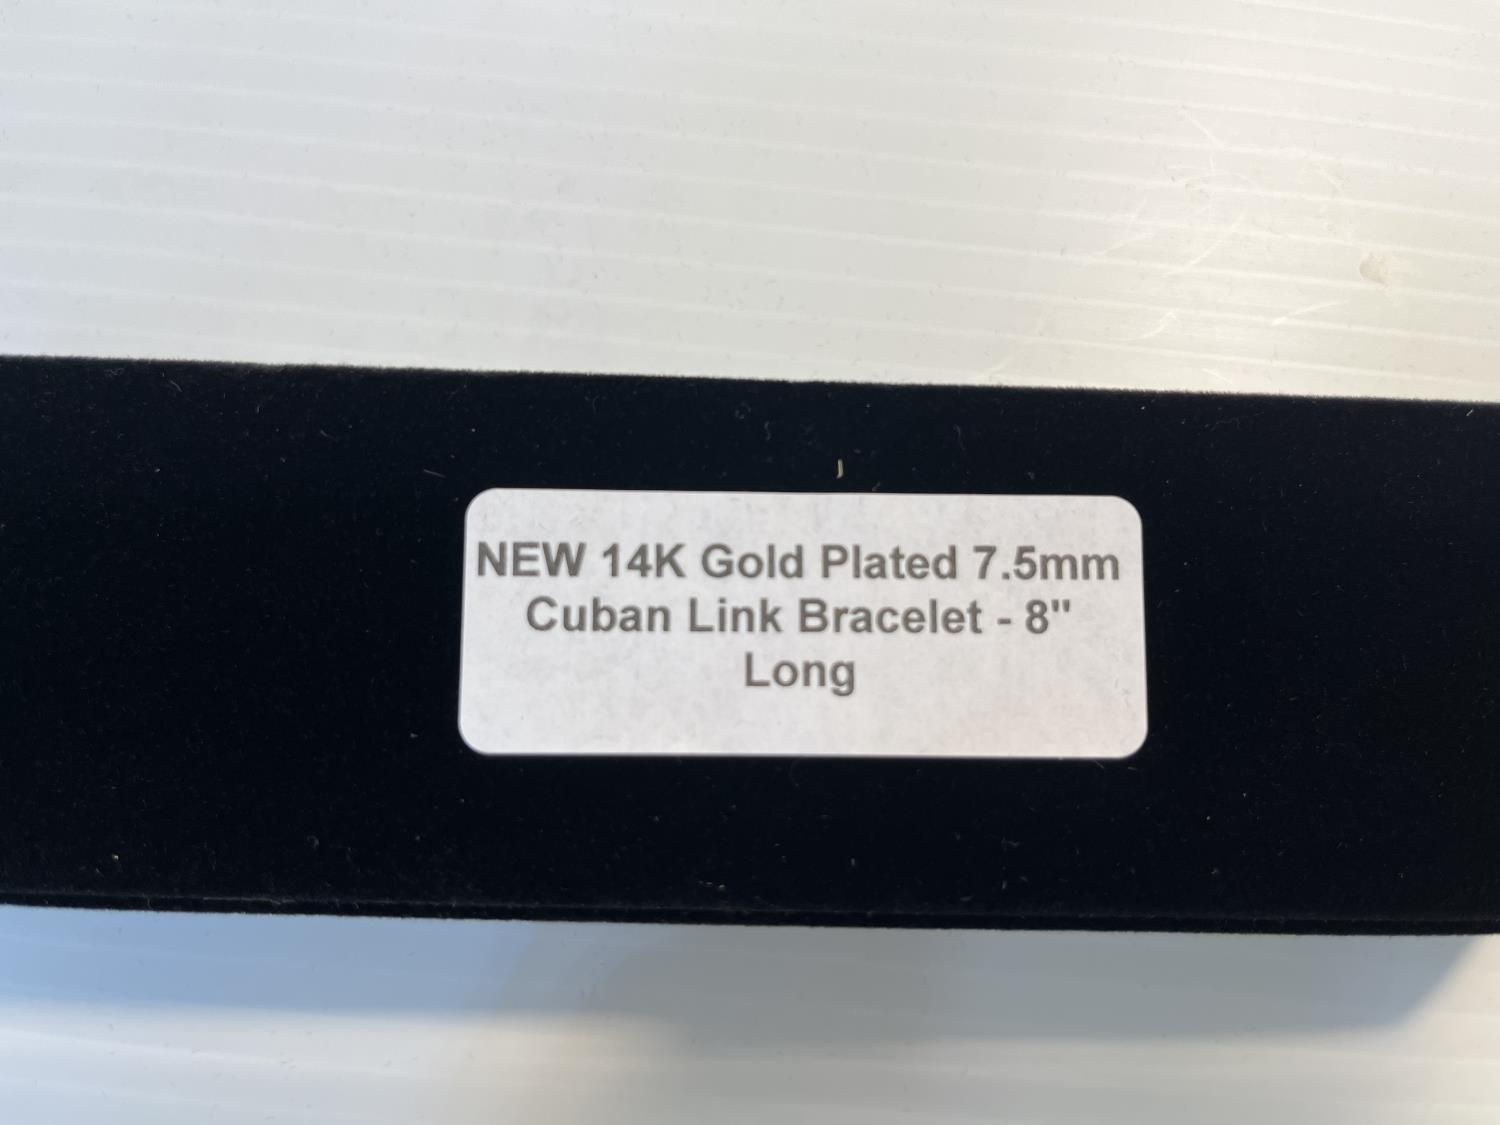 NEW 14K Gold Plated 7.5mm
Cuban Link Bracelet - 8"
Long